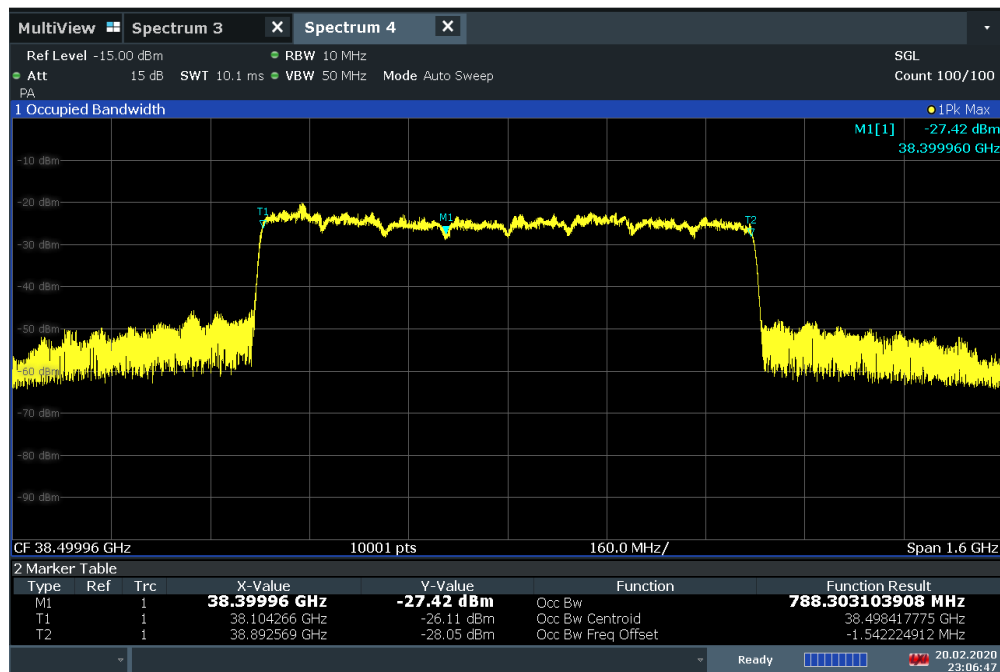 MultiView Spectrum 3 X Spectrum 4 X
Ref Level -15.00 dBm RBW 10 MHz SGL
Att 15 dB SWT 10.1 ms VBW 50 MHz Mode Auto Sweep Count 100/100
PA
1 Occupied Bandwidth 1Pk Max
M1[1] -27.42 dBm
38.399960 GHz
-10 dBm
-20 dBm
T1 M1 T2
-30 dBm
-40 dBm
-50 dBm
-60 dBm
-70 dBm
-80 dBm
-90 dBm
CF 38.49996 GHz 10001 pts 160.0 MHz/ Span 1.6 GHz
2 Marker Table
Type Ref Trc X-Value Y-Value Function Function Result
M1 1 38.39996 GHz -27.42 dBm Occ Bw 788.303103908 MHz
T1 1 38.104266 GHz -26.11 dBm Occ Bw Centroid 38.498417775 GHz
T2 1 38.892569 GHz -28.05 dBm Occ Bw Freq Offset -1.542224912 MHz
Ready 20.02.2020
23:06:47